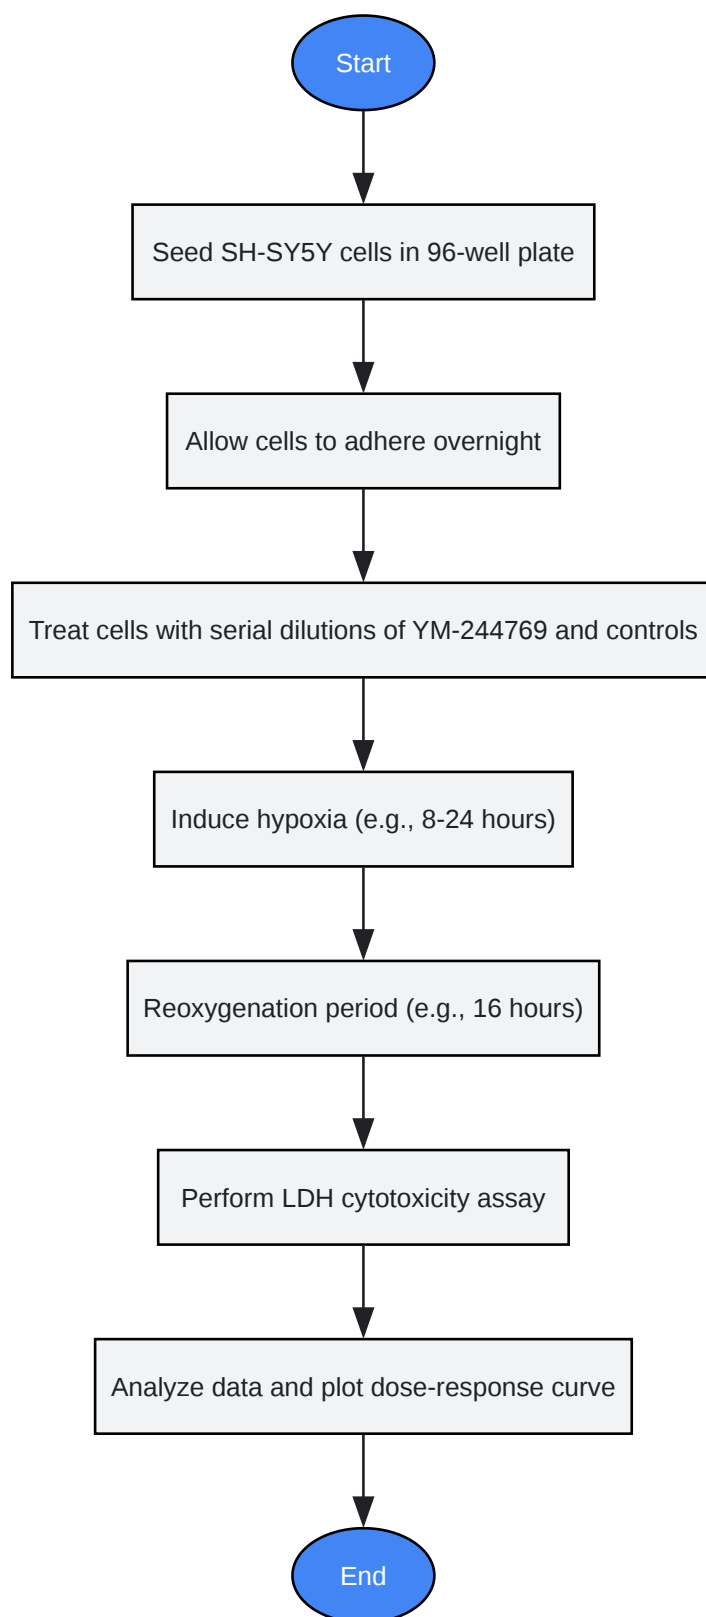 Start
Seed SH-SY5Y cells in 96-well plate
Allow cells to adhere overnight
Treat cells with serial dilutions of YM-244769 and controls
Induce hypoxia (e.g., 8-24 hours)
Reoxygenation period (e.g., 16 hours)
Perform LDH cytotoxicity assay
Analyze data and plot dose-response curve
End